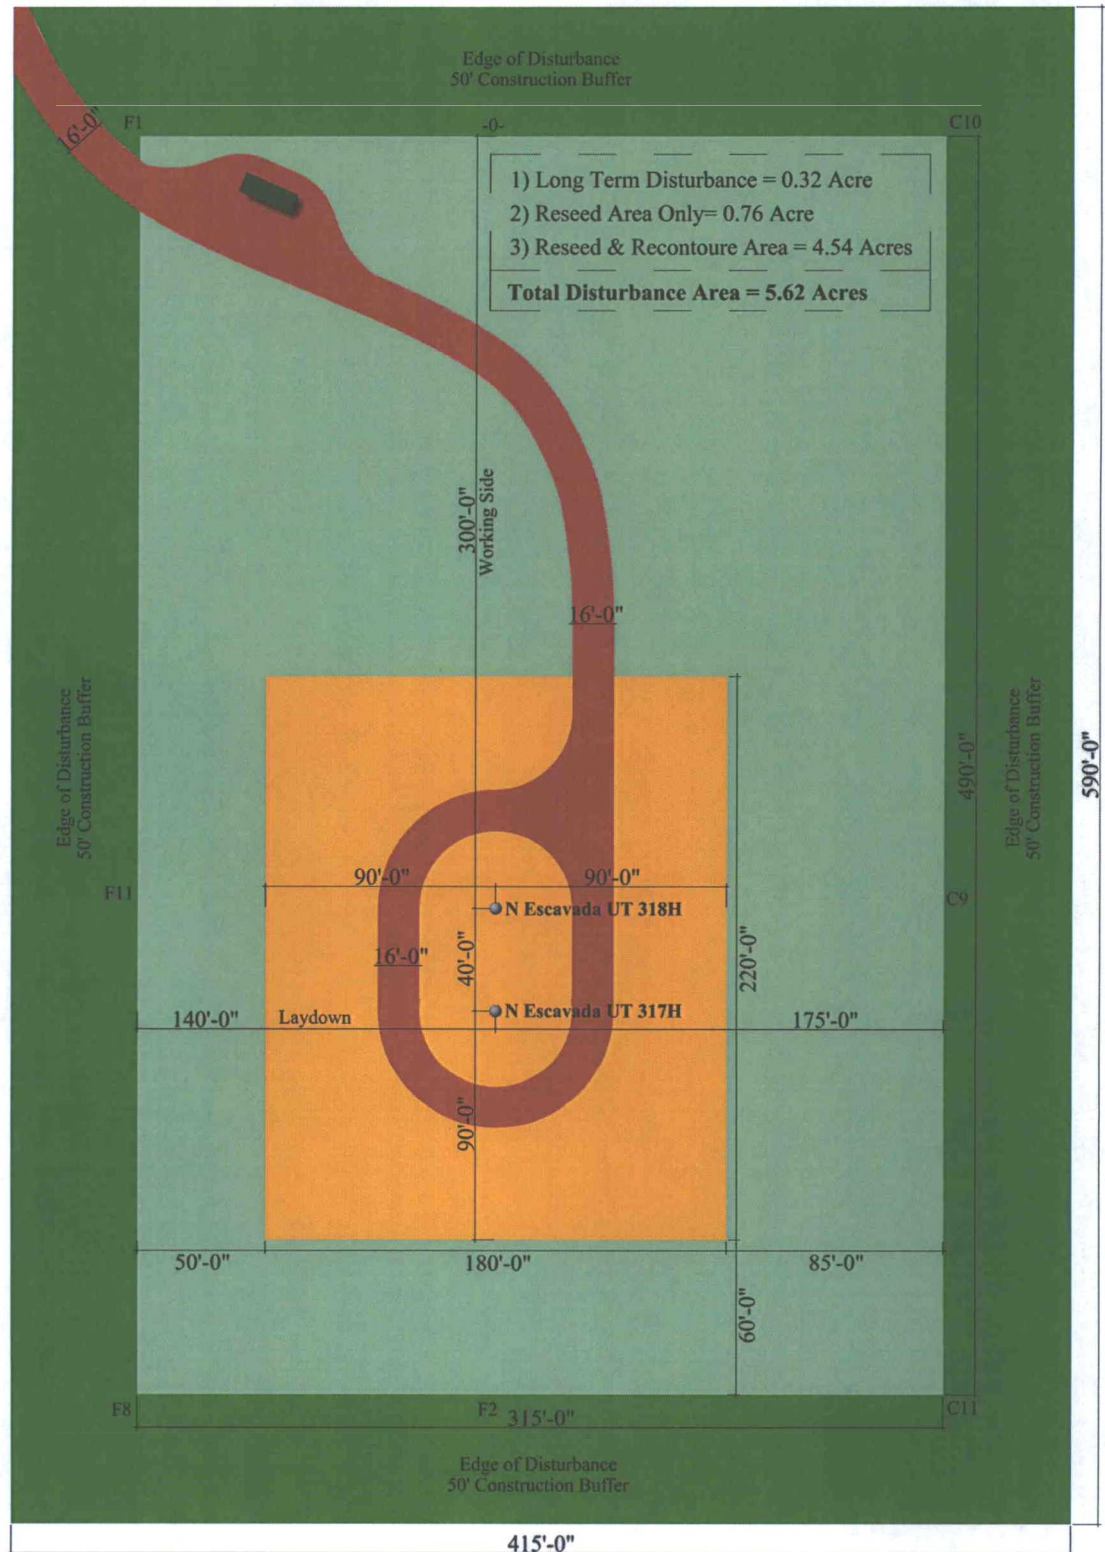 Edge of Disturbance
50' Construction Buffer
16'-0"
F1
-0-
C10
1) Long Term Disturbance = 0.32 Acre
2) Reseed Area Only= 0.76 Acre
3) Reseed & Recontoure Area = 4.54 Acres
Total Disturbance Area = 5.62 Acres
300'-0"
Working Side
16'-0"
Edge of Disturbance
50' Construction Buffer
Edge of Disturbance
50' Construction Buffer
490'-0"
590'-0"
90'-0"
90'-0"
F11
C9
N Escavada UT 318H
16'-0"
40'-0"
220'-0"
N Escavada UT 317H
140'-0"
Laydown
175'-0"
90'-0"
50'-0"
180'-0"
85'-0"
60'-0"
F8
F2
315'-0"
C11
Edge of Disturbance
50' Construction Buffer
415'-0"